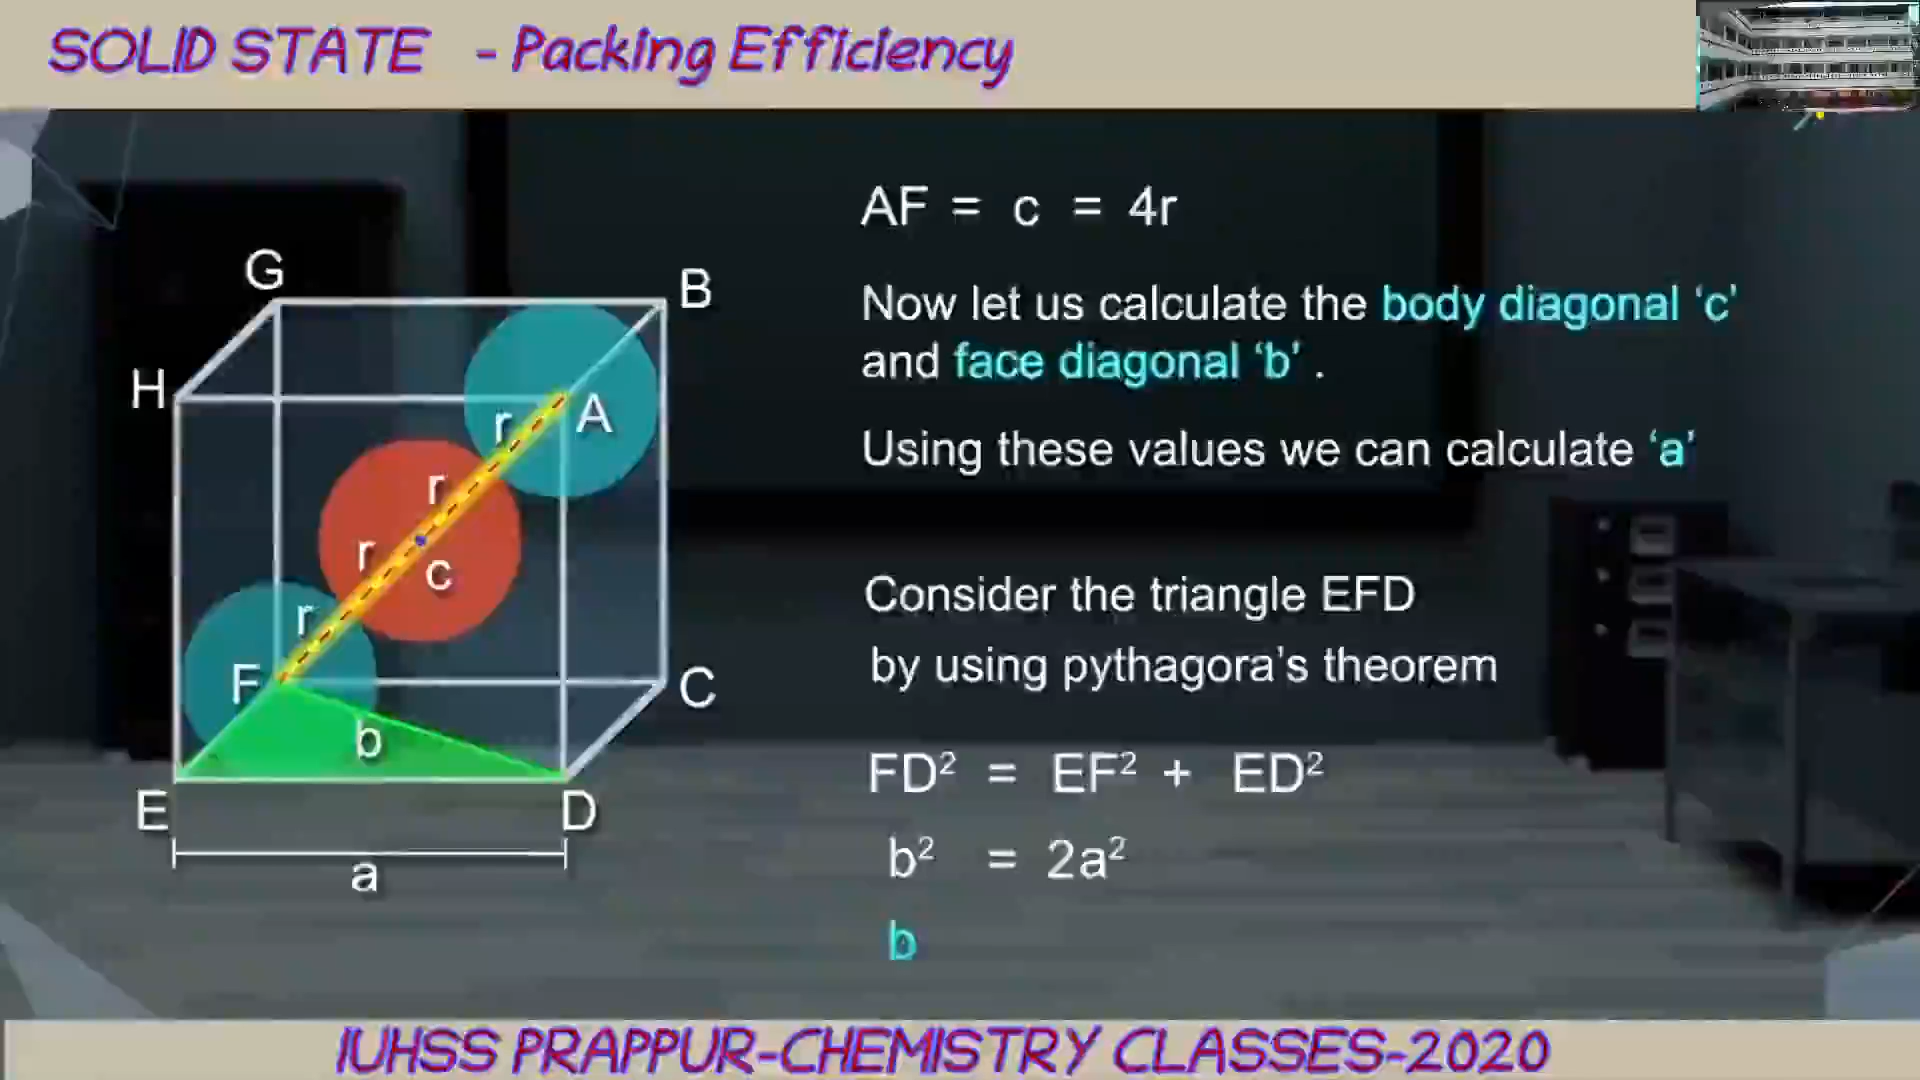 SOLID STATE - Packing Efficiency
AF = c = 4r
Now let us calculate the body diagonal ‘c’
and face diagonal ‘b’ .
Using these values we can calculate ‘a’
Consider the triangle EFD
by using pythagora’s theorem
FD² = EF² + ED²
b² = 2a²
b
G
B
H
A
r
r
r
c
r
F
C
b
E
D
a
IUHSS PRAPPUR-CHEMISTRY CLASSES-2020